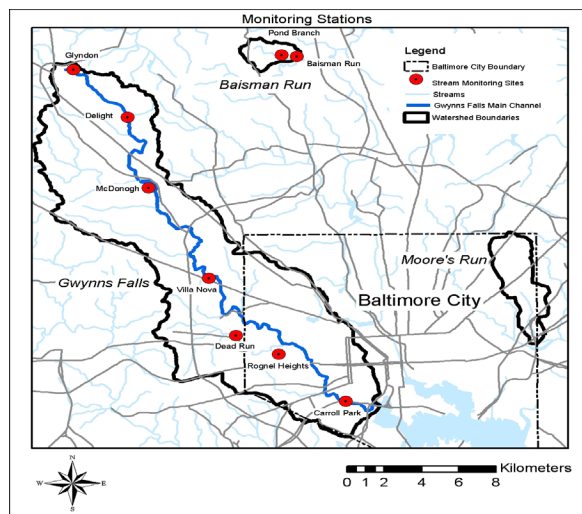 Monitoring Stations
Pond Branch
Baisman Run
Baisman Run
Glyndon
Delight
McDonogh
Gwynns Falls
Villa Nova
Dead Run
Rognel Heights
Carroll Park
Moore's Run
Baltimore City
Legend
Baltimore City Boundary
Stream Monitoring Sites
Streams
Gwynns Falls Main Channel
Watershed Boundaries
N
W E
S
Kilometers
0 1 2 4 6 8